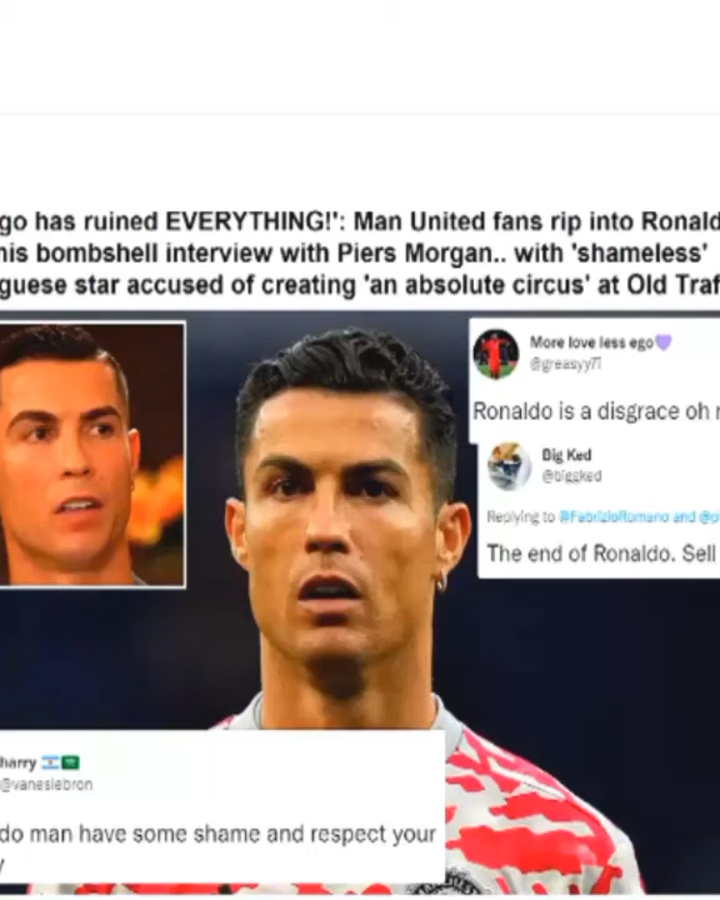 go has ruined EVERYTHING!': Man United fans rip into Ronald
his bombshell interview with Piers Morgan.. with 'shameless'
guese star accused of creating 'an absolute circus' at Old Traf
More love less ego💜
@greasyy77
Ronaldo is a disgrace oh
Big Ked
@biggked
Replying to @FabrizioRomano and
The end of Ronaldo. Sell
harry
@vaneslebron
do man have some shame and respect your